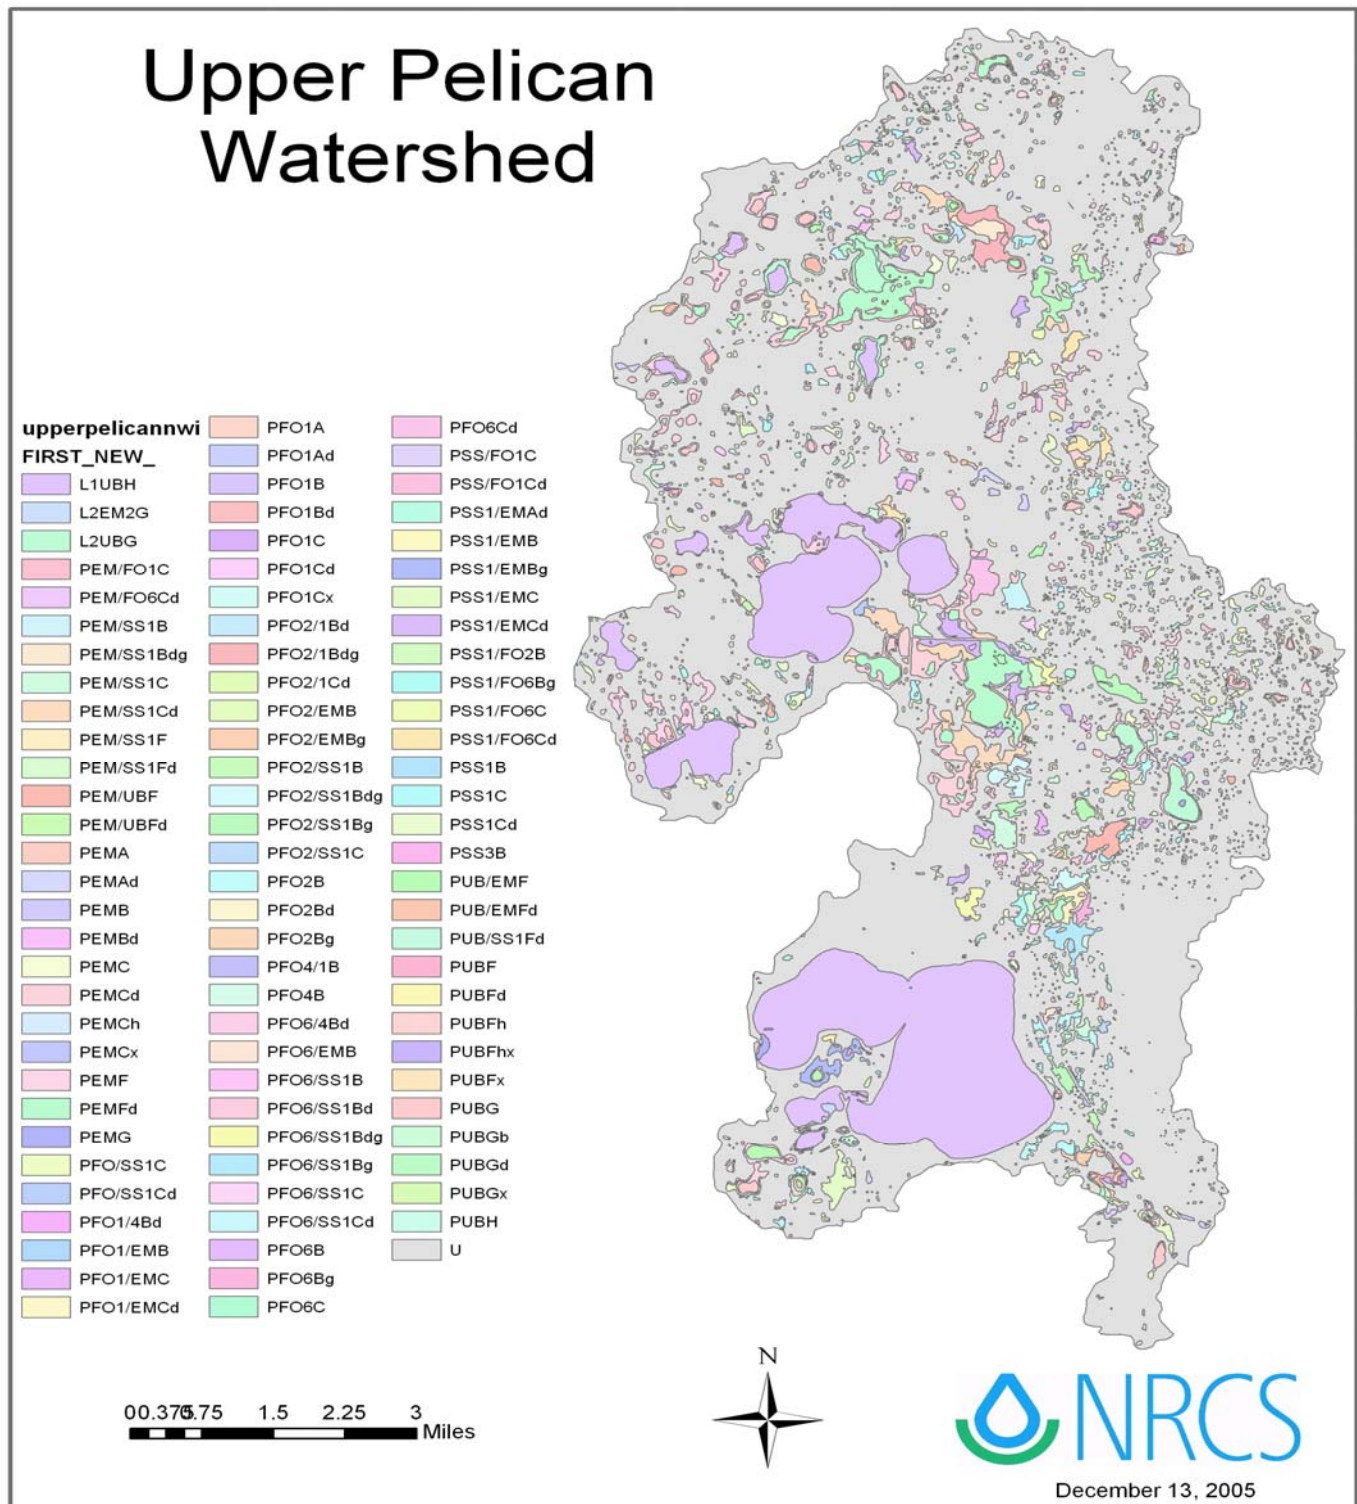 Upper Pelican
Watershed
upperpelicannwi
FIRST_NEW_
L1UBH
L2EM2G
L2UBG
PEM/FO1C
PEM/FO6Cd
PEM/SS1B
PEM/SS1Bdg
PEM/SS1C
PEM/SS1Cd
PEM/SS1F
PEM/SS1Fd
PEM/UBF
PEM/UBFd
PEMA
PEMAd
PEMB
PEMBd
PEMC
PEMCd
PEMCh
PEMCx
PEMF
PEMFd
PEMG
PFO/SS1C
PFO/SS1Cd
PFO1/4Bd
PFO1/EMB
PFO1/EMC
PFO1/EMCd
PFO1A
PFO1Ad
PFO1B
PFO1Bd
PFO1C
PFO1Cd
PFO1Cx
PFO2/1Bd
PFO2/1Bdg
PFO2/1Cd
PFO2/EMB
PFO2/EMBg
PFO2/SS1B
PFO2/SS1Bdg
PFO2/SS1Bg
PFO2/SS1C
PFO2B
PFO2Bd
PFO2Bg
PFO4/1B
PFO4B
PFO6/4Bd
PFO6/EMB
PFO6/SS1B
PFO6/SS1Bd
PFO6/SS1Bdg
PFO6/SS1Bg
PFO6/SS1C
PFO6/SS1Cd
PFO6B
PFO6Bg
PFO6C
PFO6Cd
PSS/FO1C
PSS/FO1Cd
PSS1/EMAd
PSS1/EMB
PSS1/EMBg
PSS1/EMC
PSS1/EMCd
PSS1/FO2B
PSS1/FO6Bg
PSS1/FO6C
PSS1/FO6Cd
PSS1B
PSS1C
PSS1Cd
PSS3B
PUB/EMF
PUB/EMFd
PUB/SS1Fd
PUBF
PUBFd
PUBFh
PUBFhx
PUBFx
PUBG
PUBGb
PUBGd
PUBGx
PUBH
U
0 0.375 0.75 1.5 2.25 3
Miles
N
NRCS
December 13, 2005